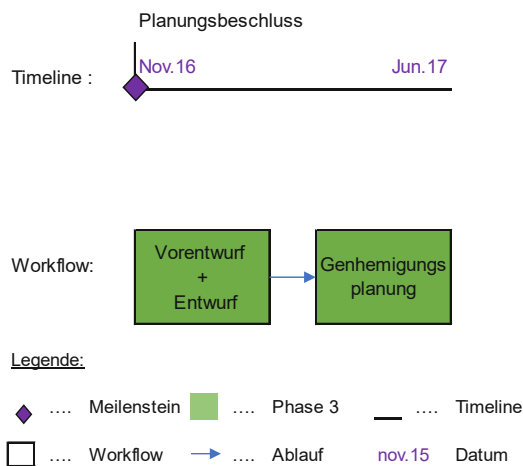 Planungsbeschluss
Nov.16 Jun.17
Timeline :
Workflow:
Vorentwurf
+
Entwurf
Genhemigungs
planung
Legende:
.... Meilenstein .... Phase 3 .... Timeline
.... Workflow .... Ablauf nov.15 Datum